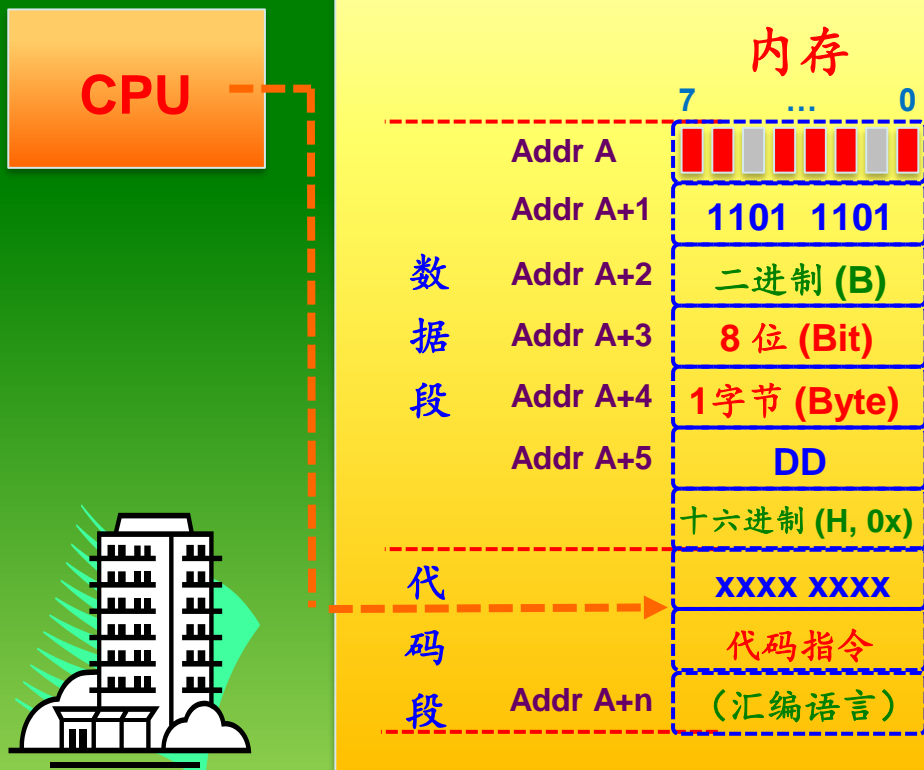 CPU
内存
7 … 0
Addr A
Addr A+1 1101 1101
数 Addr A+2 二进制 (B)
据 Addr A+3 8 位 (Bit)
段 Addr A+4 1字节 (Byte)
Addr A+5 DD
十六进制 (H, 0x)
代 xxxx xxxx
码 代码指令
段 Addr A+n （汇编语言）